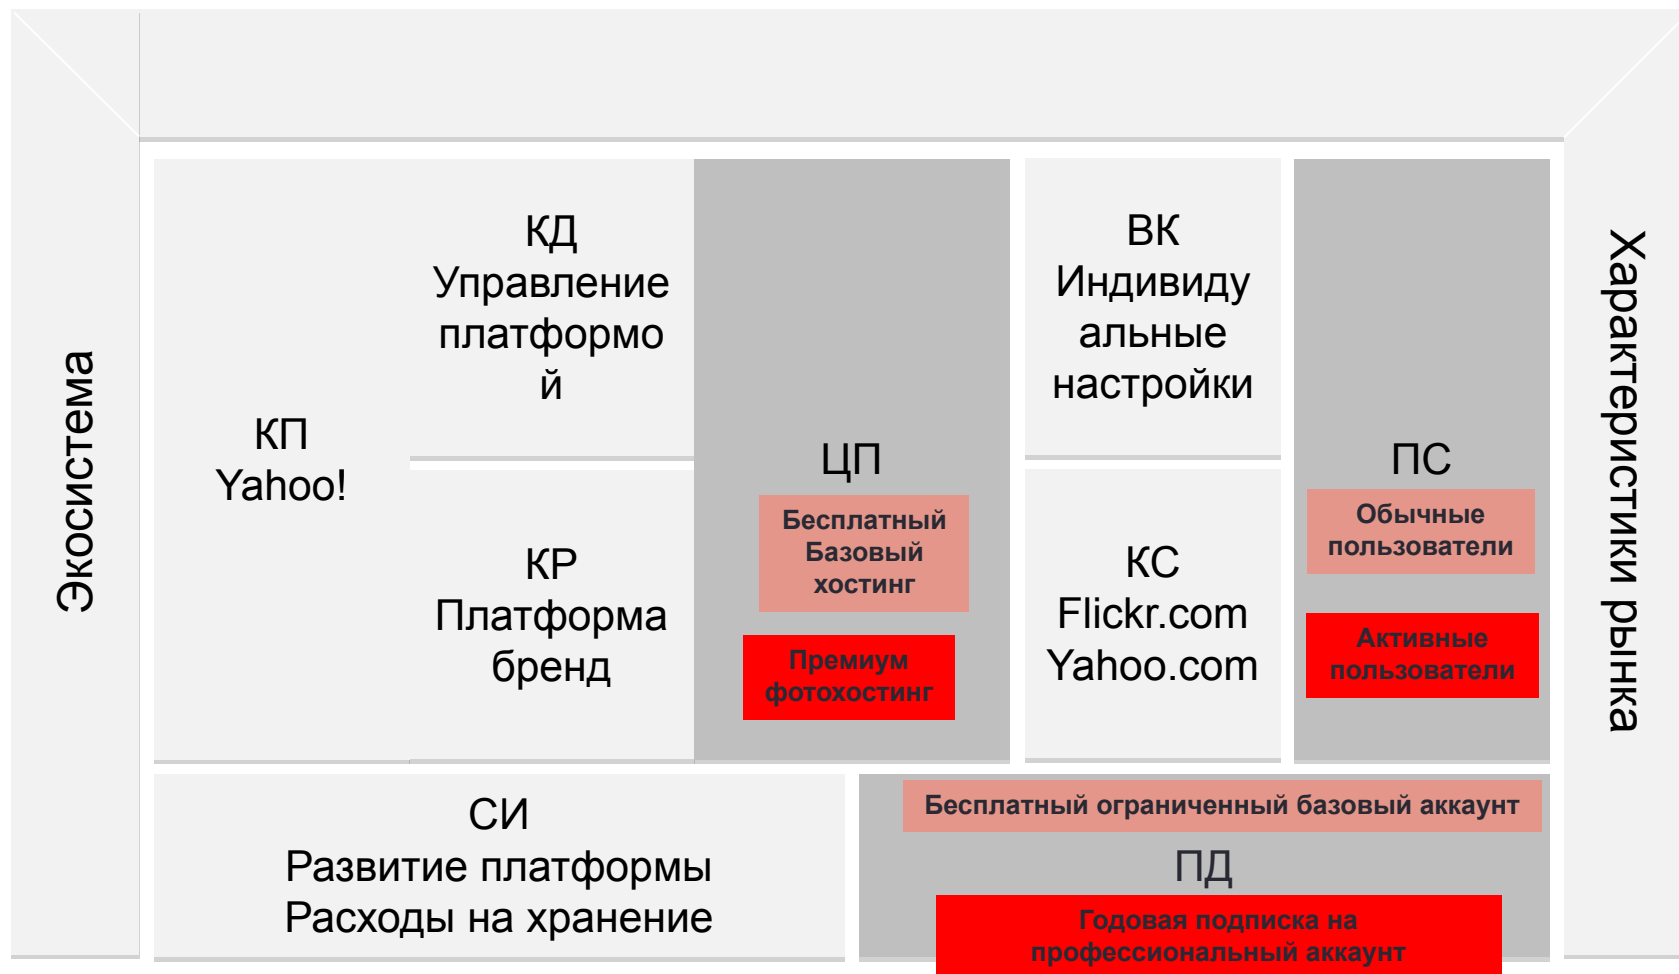 Экосистема
КП
Yahoo!
КД
Управление
платформо
й
КР
Платформа
бренд
ЦП
Бесплатный
Базовый
хостинг
Премиум
фотохостинг
ВК
Индивиду
альные
настройки
КС
Flickr.com
Yahoo.com
ПС
Обычные
пользователи
Активные
пользователи
Характеристики рынка
СИ
Развитие платформы
Расходы на хранение
Бесплатный ограниченный базовый аккаунт
ПД
Годовая подписка на
профессиональный аккаунт